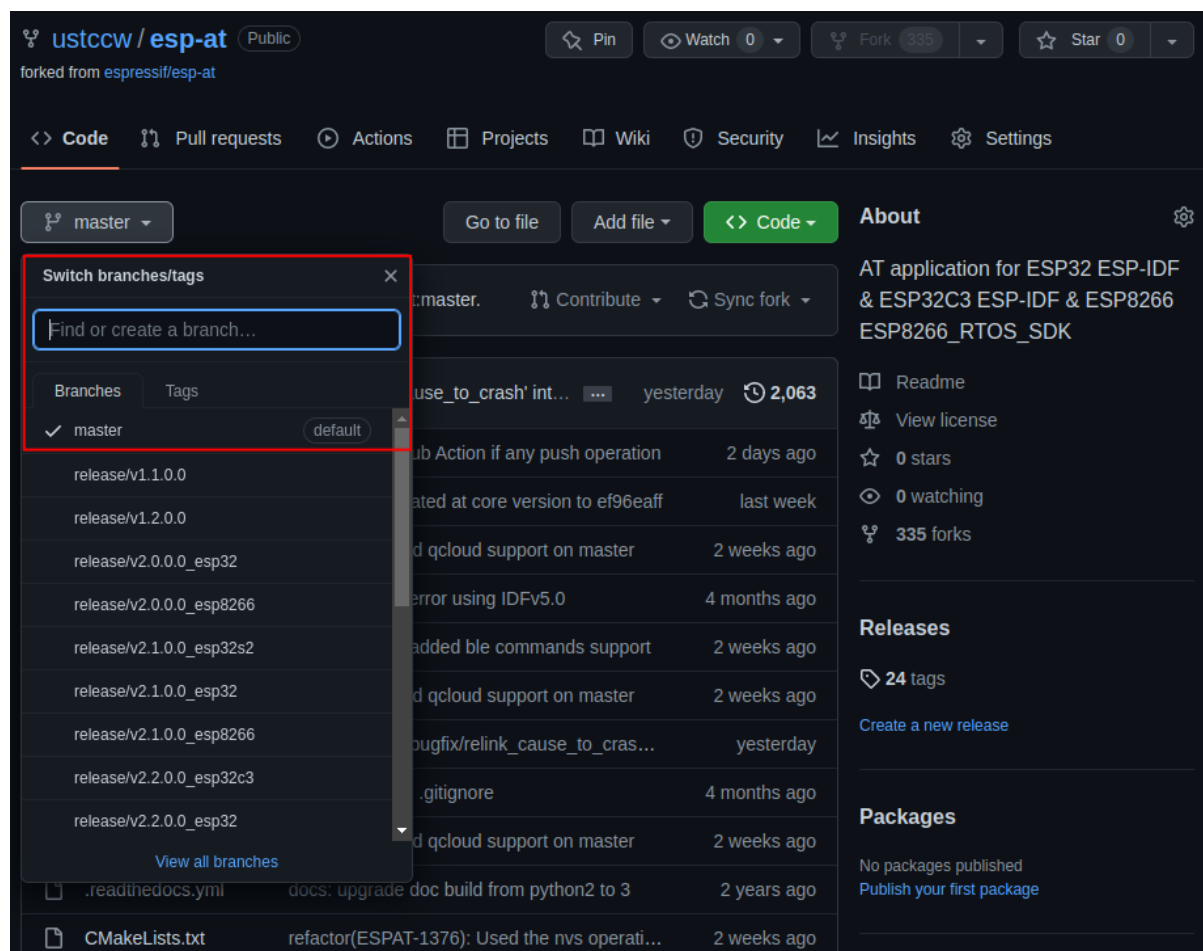 ustccw / esp-at Public
Pin
Watch 0
Fork 335
Star 0
forked from espressif/esp-at
Code
Pull requests
Actions
Projects
Wiki
Security
Insights
Settings
master
Go to file
Add file
Code
Switch branches/tags
Find or create a branch…
Branches
Tags
master default
release/v1.1.0.0
release/v1.2.0.0
release/v2.0.0.0_esp32
release/v2.0.0.0_esp8266
release/v2.1.0.0_esp32s2
release/v2.1.0.0_esp32
release/v2.1.0.0_esp8266
release/v2.2.0.0_esp32c3
release/v2.2.0.0_esp32
View all branches
:master.
Contribute
Sync fork
use_to_crash' int… ... yesterday 2,063
ub Action if any push operation 2 days ago
ated at core version to ef96eaff last week
d qcloud support on master 2 weeks ago
error using IDFv5.0 4 months ago
added ble commands support 2 weeks ago
d qcloud support on master 2 weeks ago
bugfix/relink_cause_to_cras… yesterday
.gitignore 4 months ago
d qcloud support on master 2 weeks ago
.readthedocs.yml docs: upgrade doc build from python2 to 3 2 years ago
CMakeLists.txt refactor(ESPAT-1376): Used the nvs operati… 2 weeks ago
About
AT application for ESP32 ESP-IDF
& ESP32C3 ESP-IDF & ESP8266
ESP8266_RTOS_SDK
Readme
View license
0 stars
0 watching
335 forks
Releases
24 tags
Create a new release
Packages
No packages published
Publish your first package